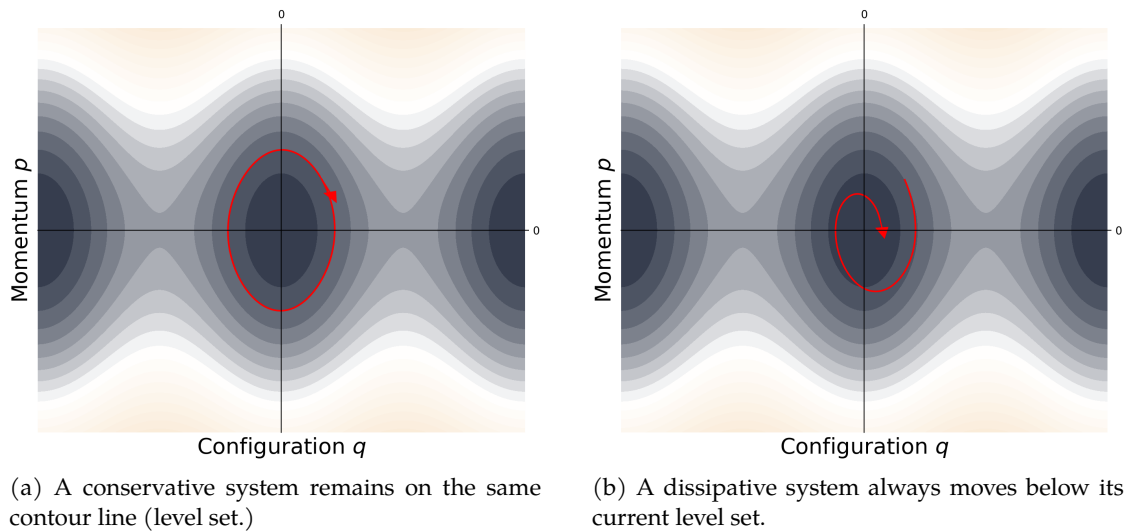 0
0
Momentum p
0
Configuration q
Momentum p
0
Configuration q
(a) A conservative system remains on the same
contour line (level set.)
(b) A dissipative system always moves below its
current level set.